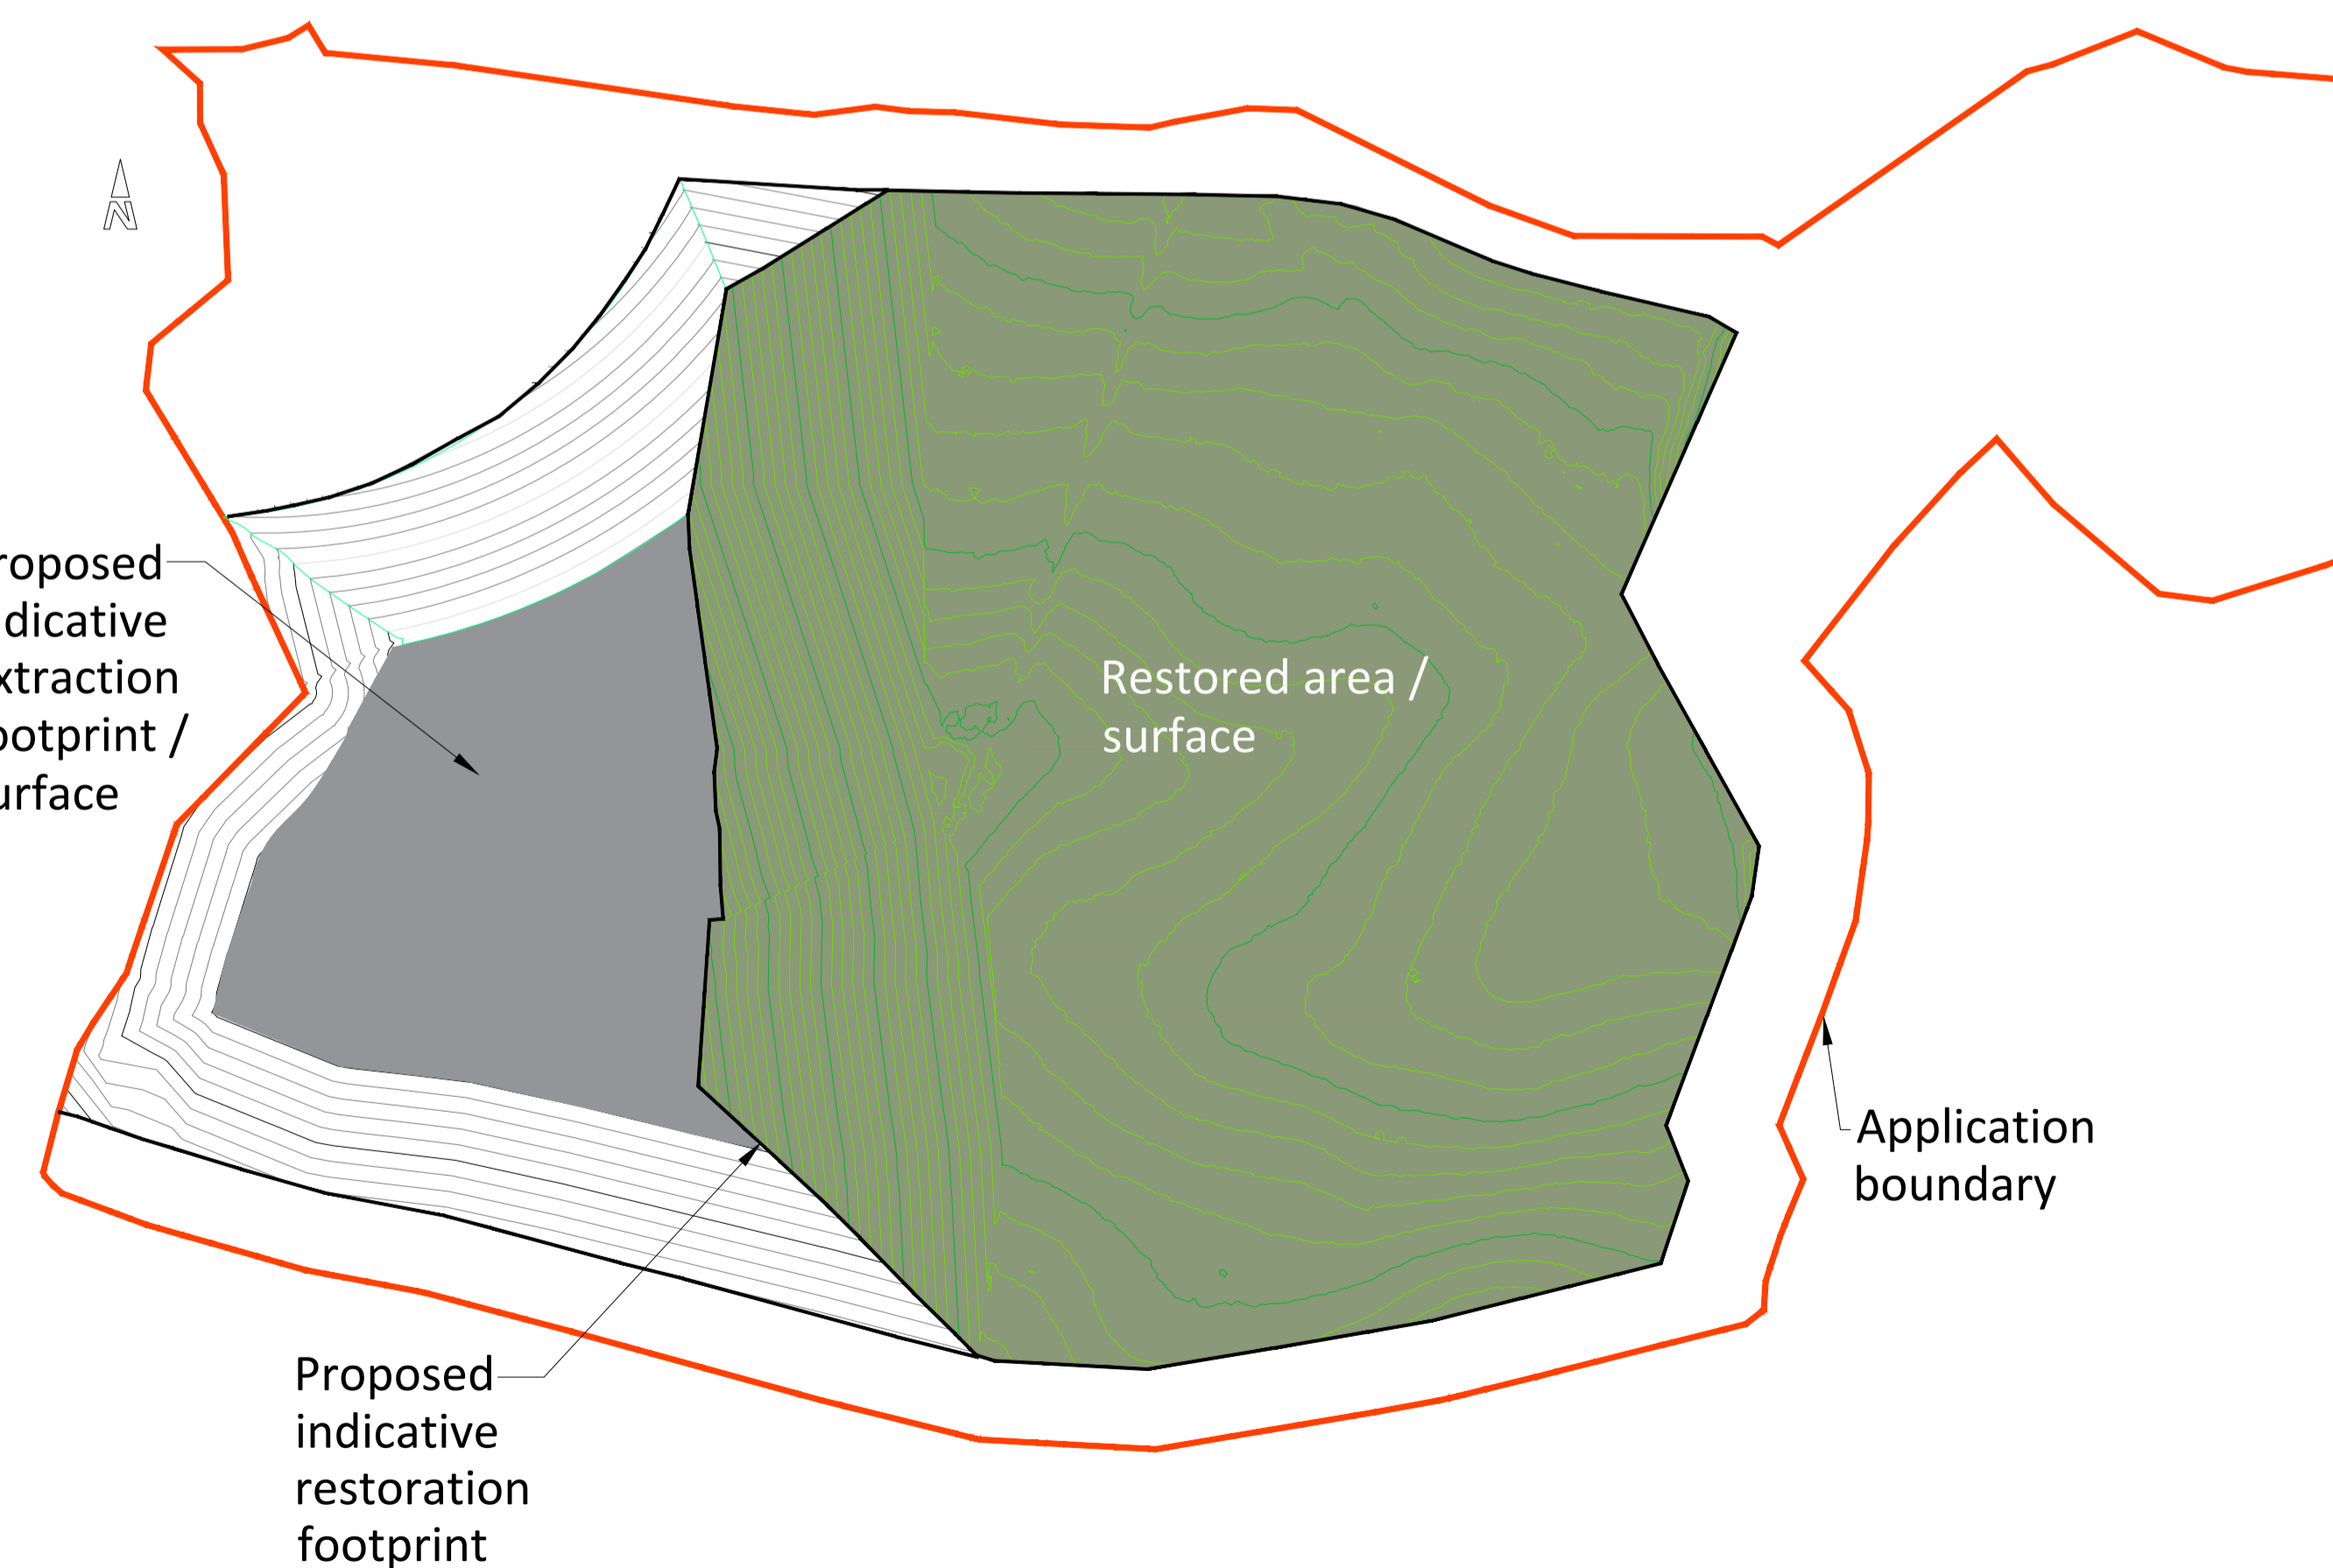 N
roposed
dicative
xtraction
ootprint /
urface
Restored area /
surface
Application
boundary
Proposed
indicative
restoration
footprint